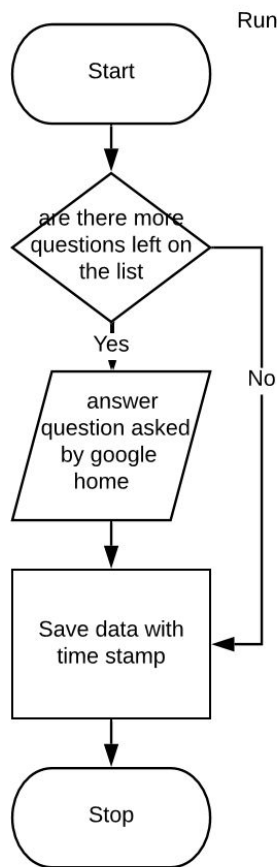 Run
Start
are there more
questions left on
the list
Yes
No
answer
question asked
by google
home
Save data with
time stamp
Stop